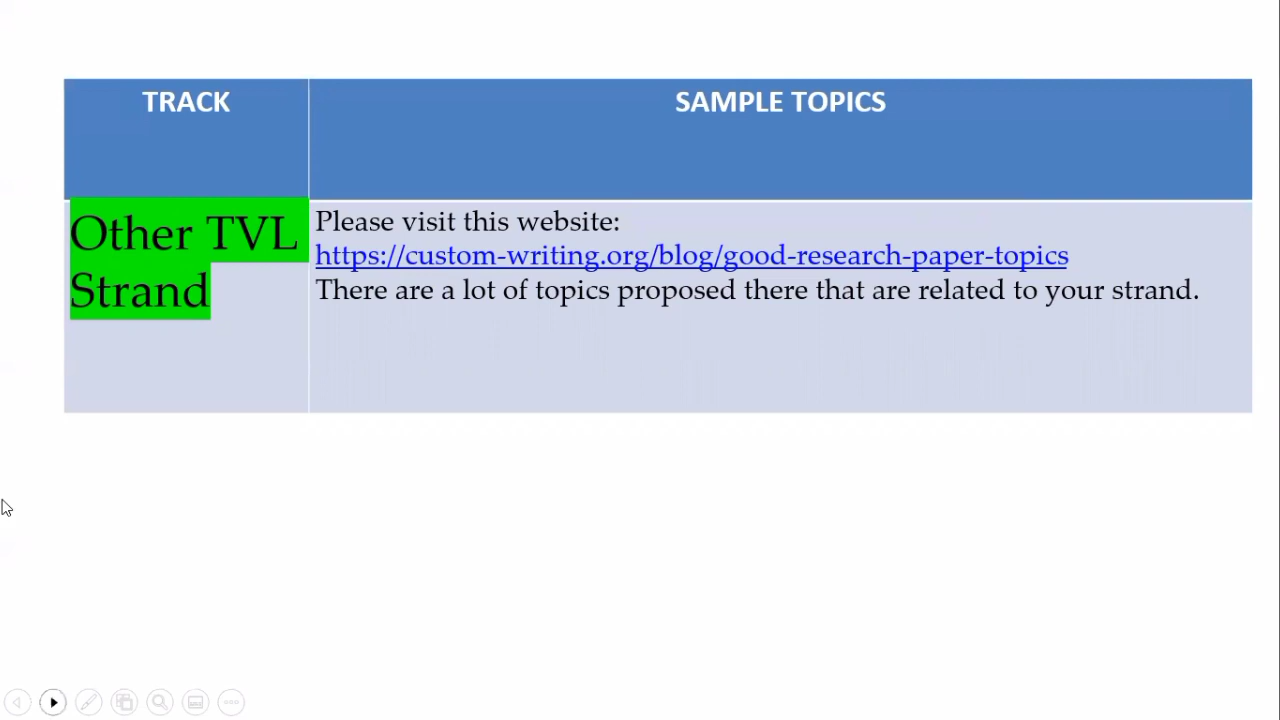 TRACK
SAMPLE TOPICS
Other TVL
Strand
Please visit this website:
https://custom-writing.org/blog/good-research-paper-topics
There are a lot of topics proposed there that are related to your strand.